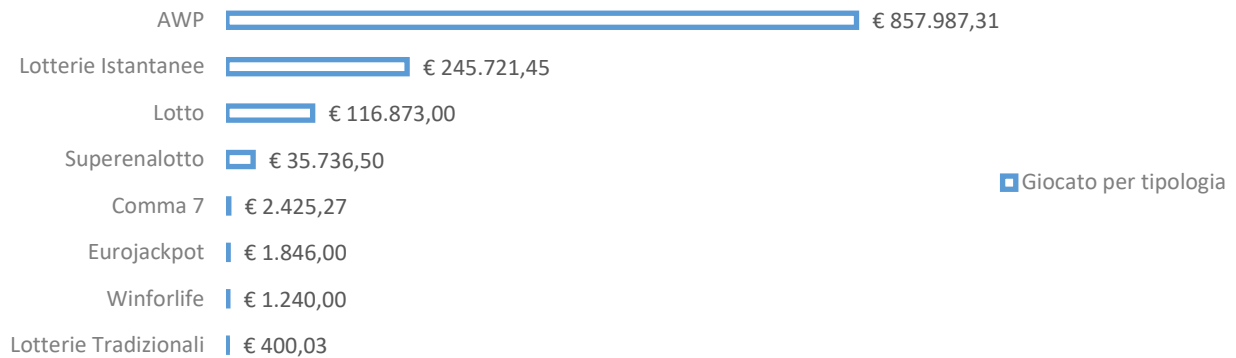 AWP € 857.987,31
Lotterie Istantanee € 245.721,45
Lotto € 116.873,00
Superenalotto € 35.736,50
Giocato per tipologia
Comma 7 € 2.425,27
Eurojackpot € 1.846,00
Winforlife € 1.240,00
Lotterie Tradizionali € 400,03